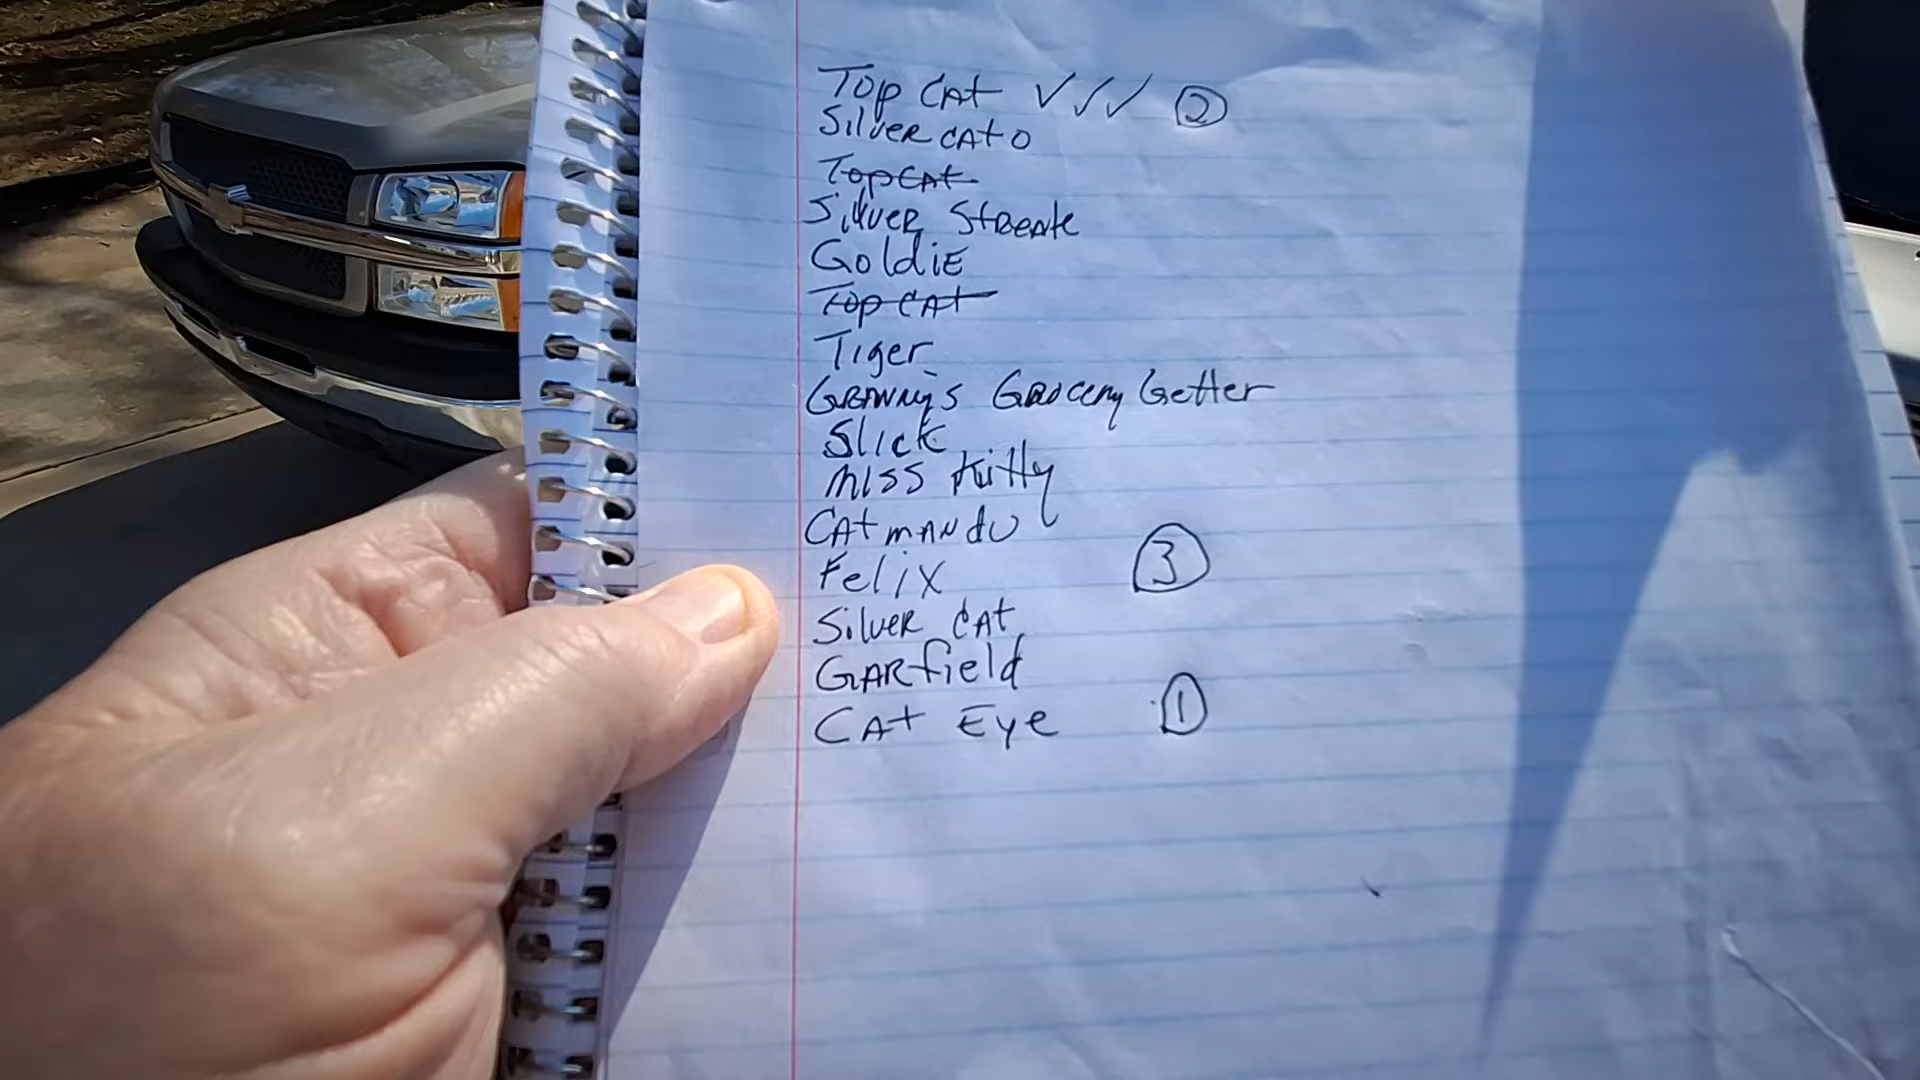 Top Cat ✓✓✓ ②
Silver Cat O
Top Cat
Silver Streak
Goldie
Top Cat
Tiger
Granny's Grocery Getter
Slick
Miss Kitty
Catmandu
Felix ③
Silver Cat
Garfield
Cat Eye ①